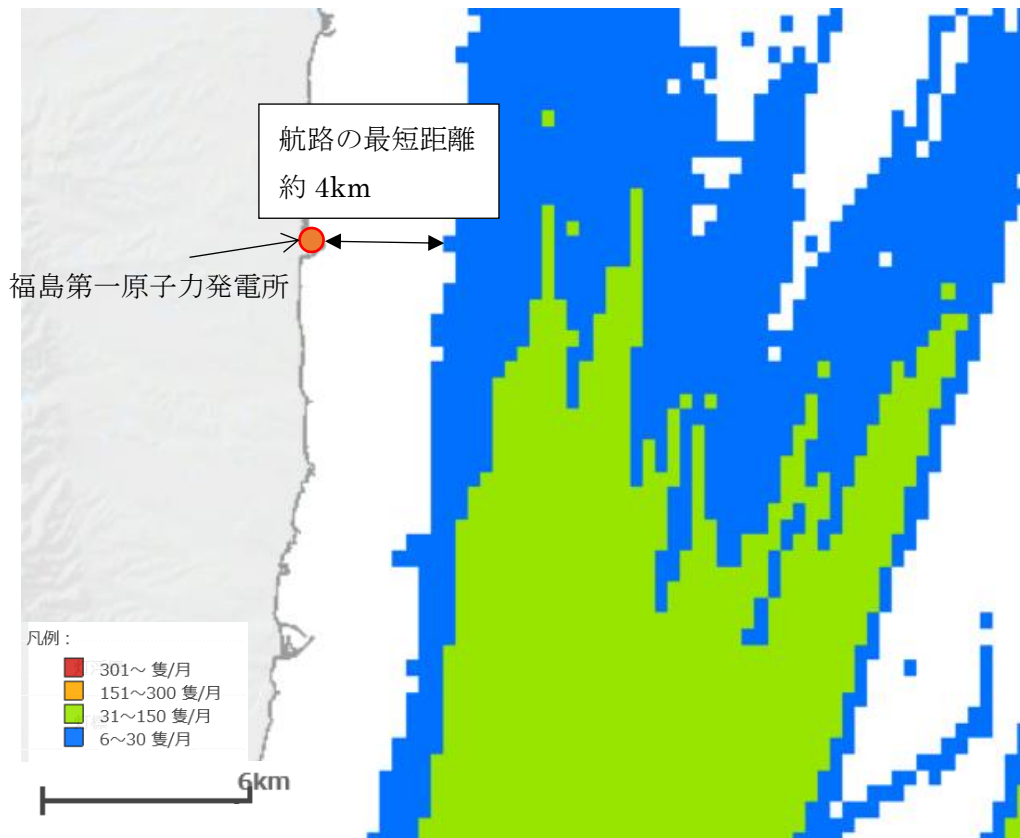 航路の最短距離
約 4km
福島第一原子力発電所
凡例：
301～ 隻/月
151～300 隻/月
31～150 隻/月
6～30 隻/月
6km